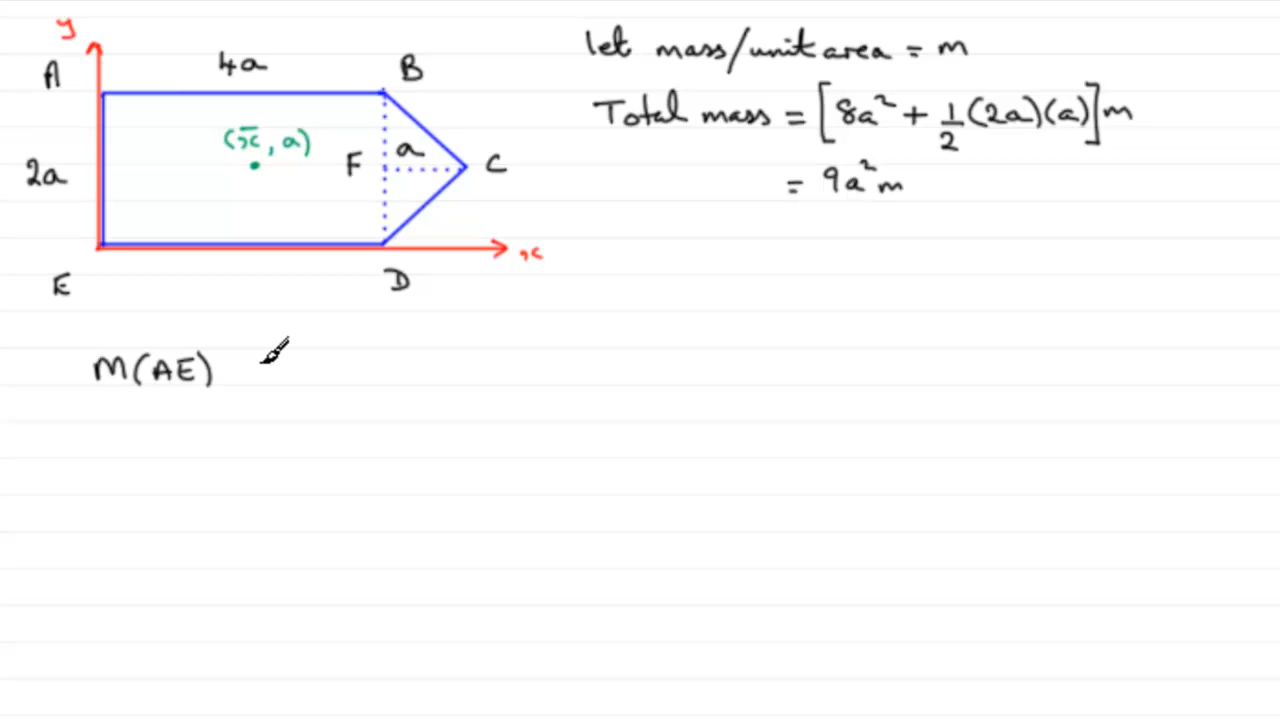 y
A
4a
B
2a
(x̄, a)
F
a
C
E
D
x
let mass/unit area = m
Total mass = [8a² + 1/2 (2a)(a)]m
= 9a²m
M(AE)